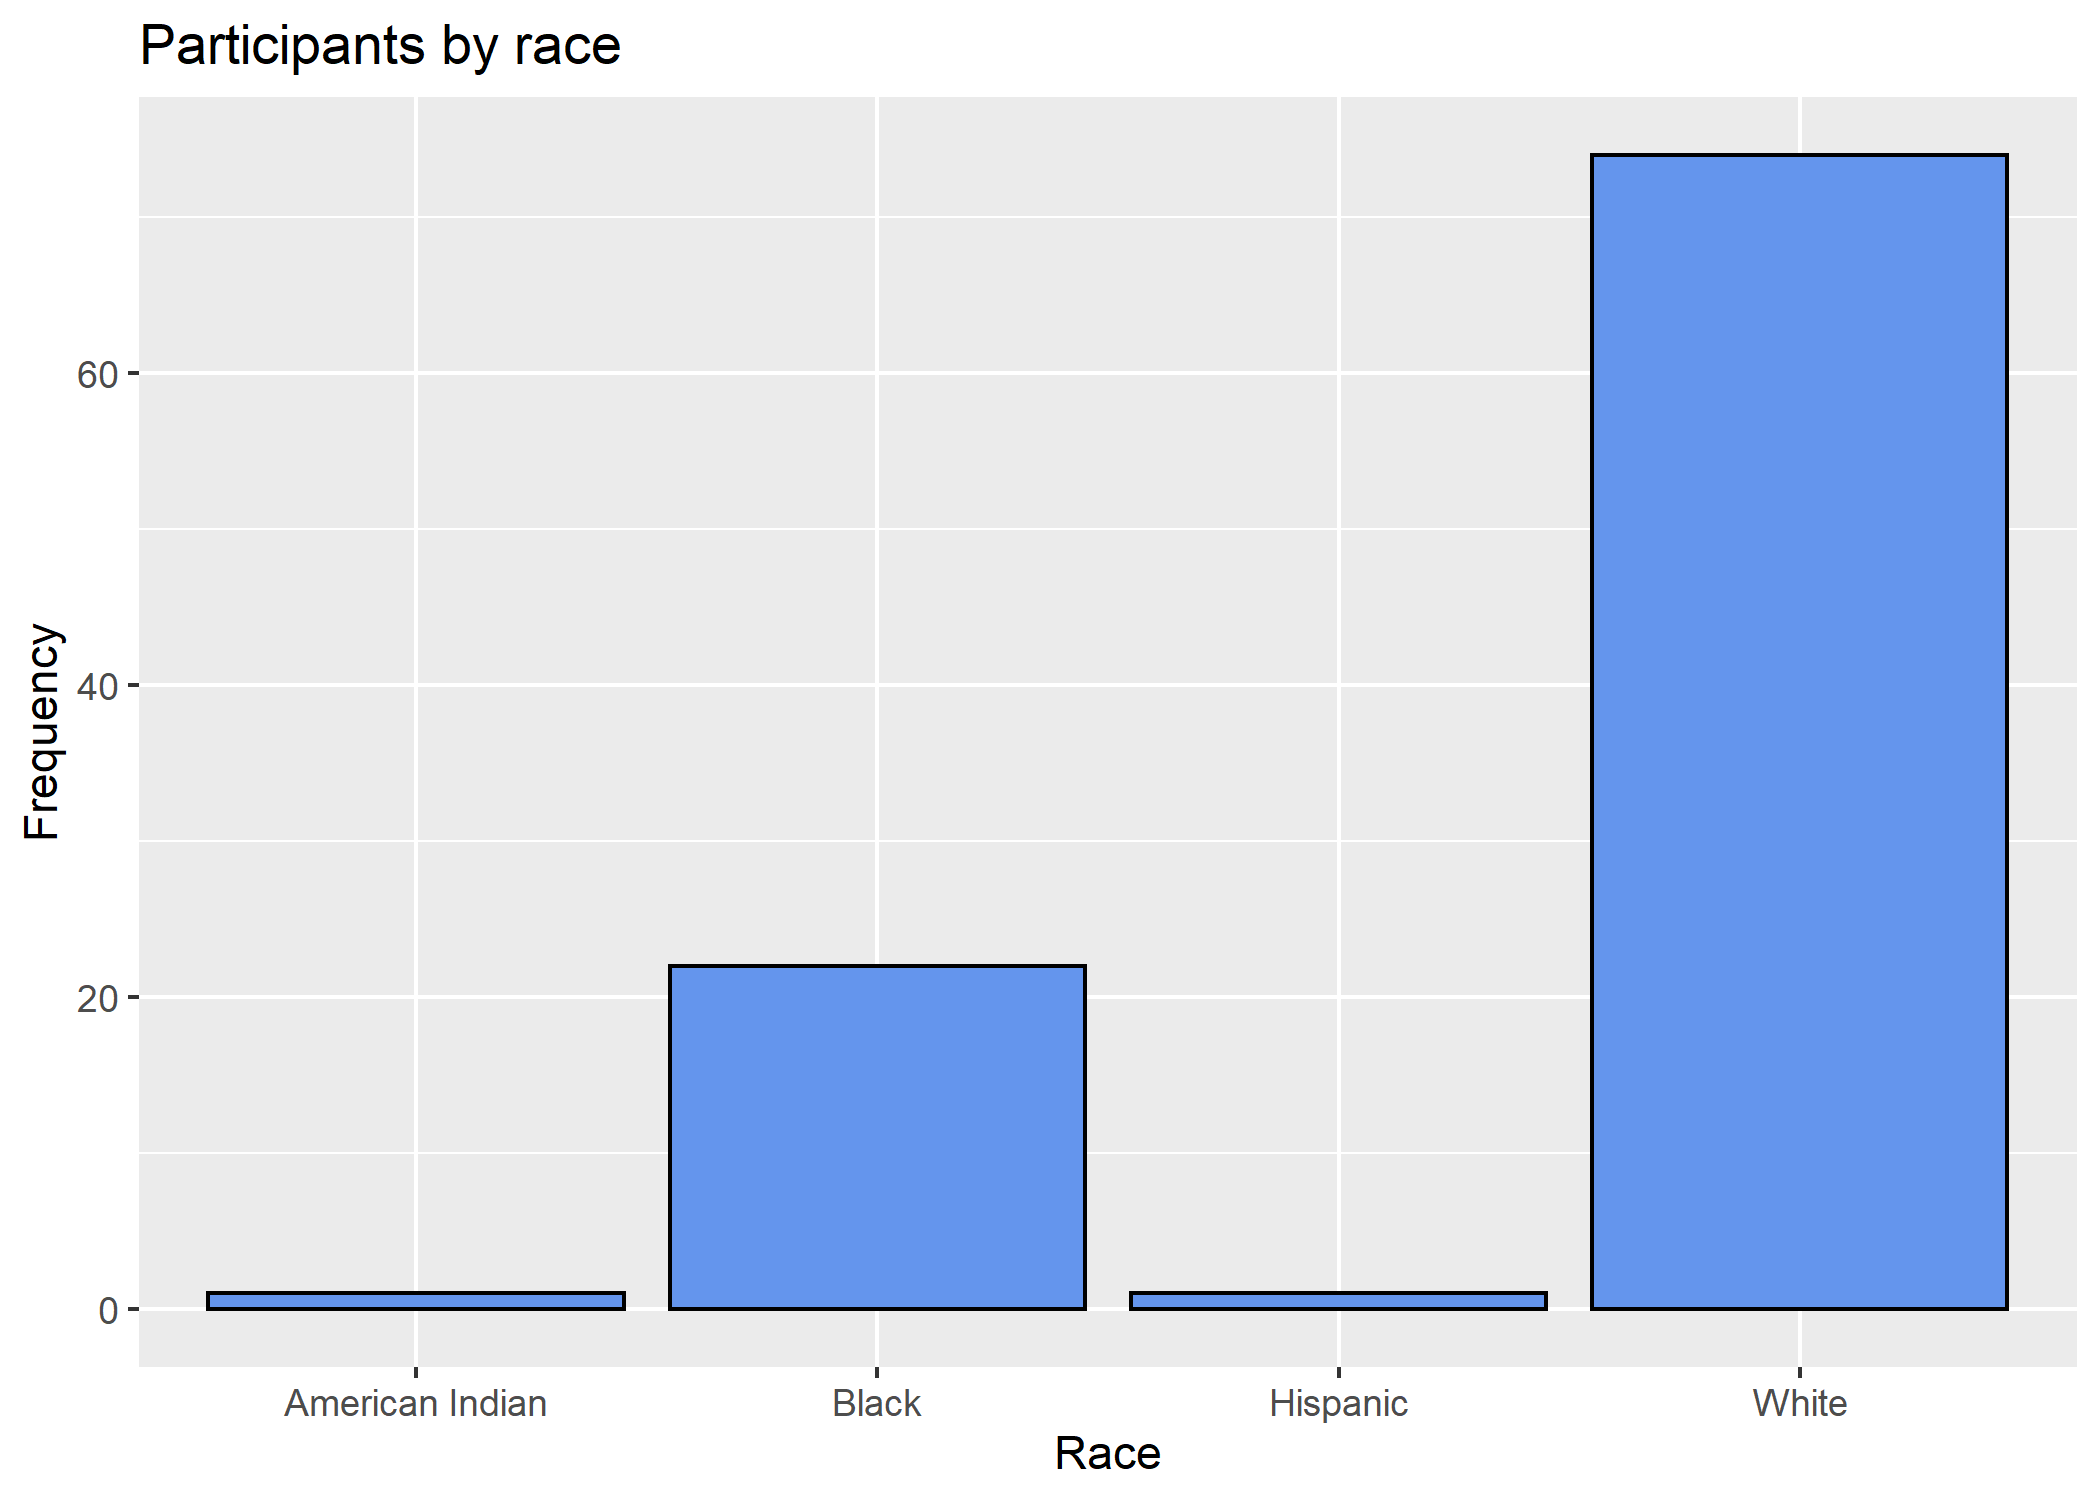 Participants by race
Frequency
60
40
20
0
American Indian
Black
Hispanic
White
Race